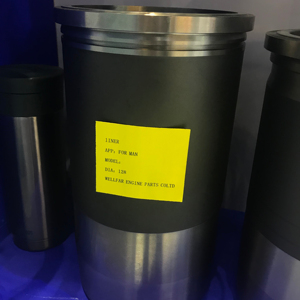 LINER
APP: FOR MAN
MODEL:
DIA: 128
WELLFAR ENGINE PARTS CO LTD